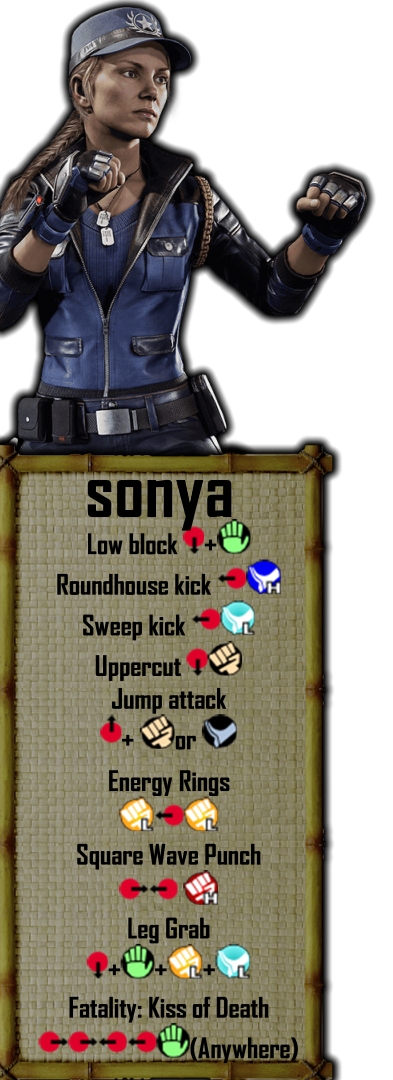 sonya
Low block + 
Roundhouse kick H
Sweep kick L
Uppercut
Jump attack
+ or
Energy Rings
L L
Square Wave Punch
H
Leg Grab
+ + L + L
Fatality: Kiss of Death
(Anywhere)